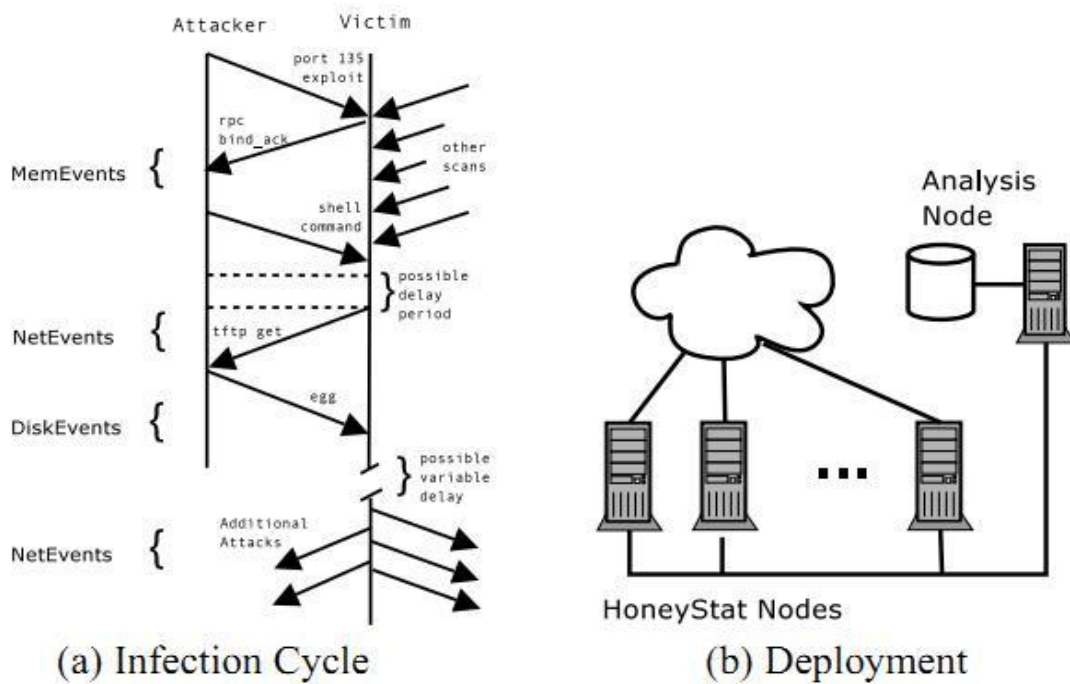 Attacker
Victim
port 135
exploit
rpc
bind_ack
other
scans
MemEvents
shell
command
possible
delay
period
NetEvents
tftp get
egg
DiskEvents
possible
variable
delay
Additional
Attacks
NetEvents
(a) Infection Cycle
Analysis
Node
HoneyStat Nodes
(b) Deployment